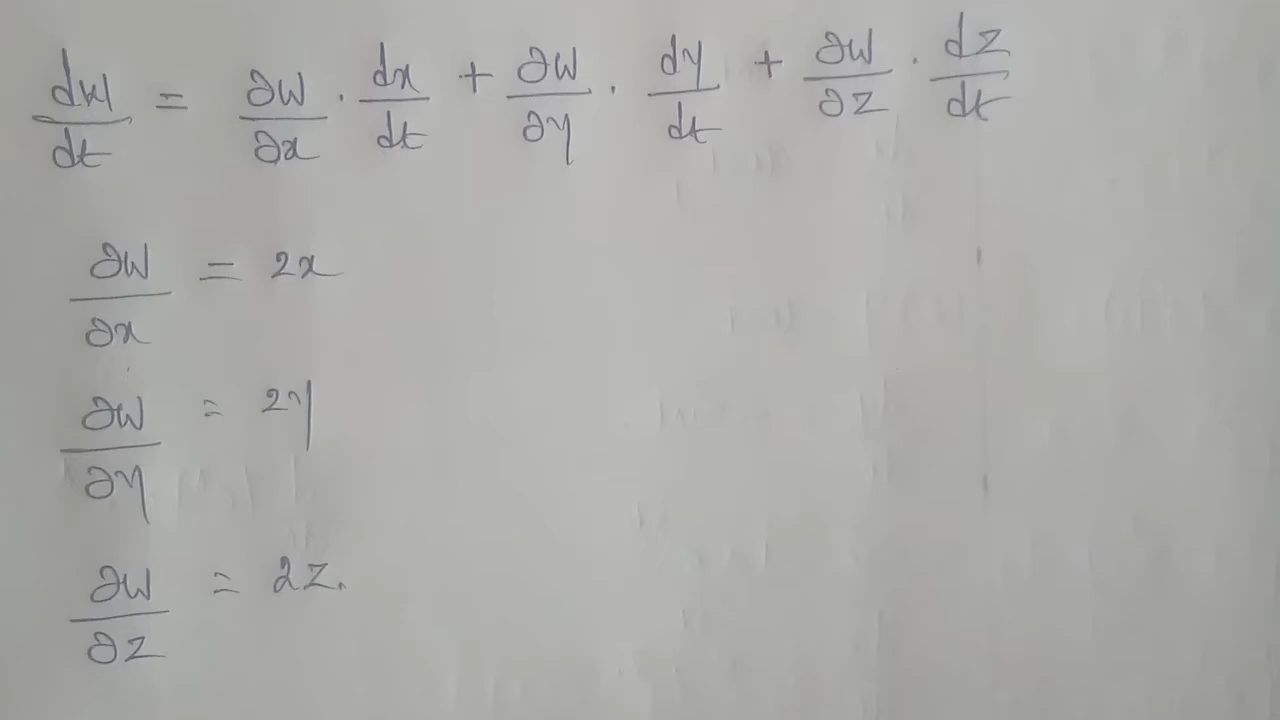 dw/dt = ∂w/∂x · dx/dt + ∂w/∂y · dy/dt + ∂w/∂z · dz/dt
∂w/∂x = 2x
∂w/∂y = 2y
∂w/∂z = 2z.